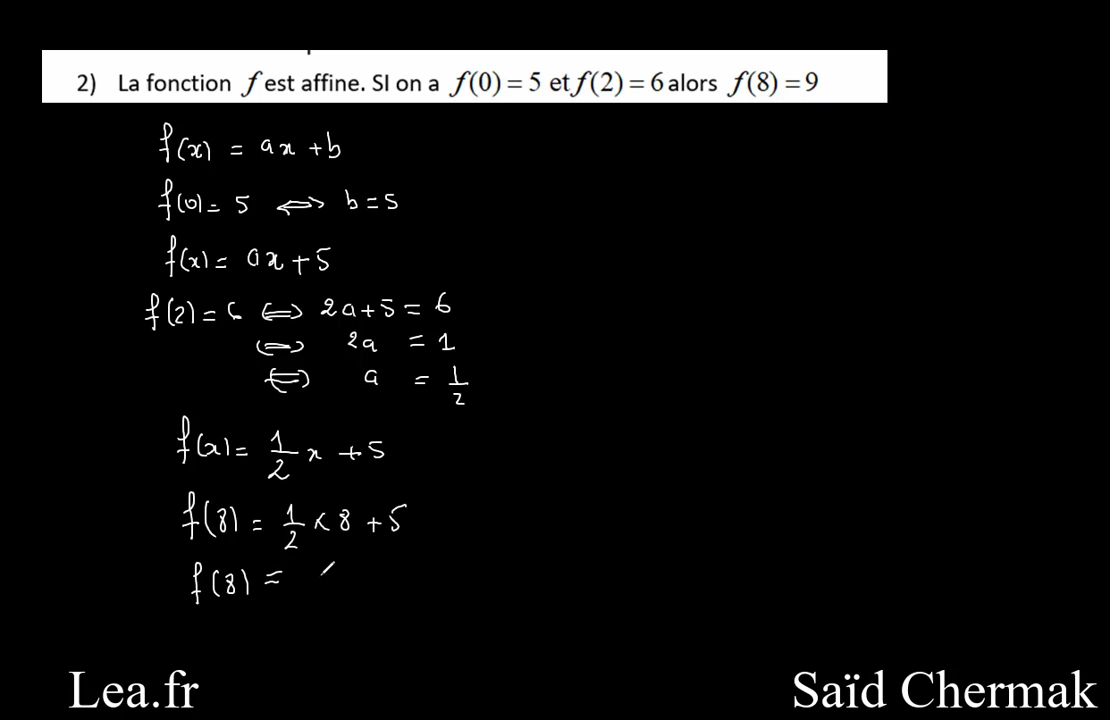 2) La fonction f est affine. SI on a f(0) = 5 et f(2) = 6 alors f(8) = 9
f(x) = ax + b
f(0) = 5 ⟺ b = 5
f(x) = ax + 5
f(2) = 6 ⟺ 2a + 5 = 6
⟺ 2a = 1
⟺ a = 1/2
f(x) = 1/2 x + 5
f(8) = 1/2 × 8 + 5
f(8) =
Lea.fr
Saïd Chermak